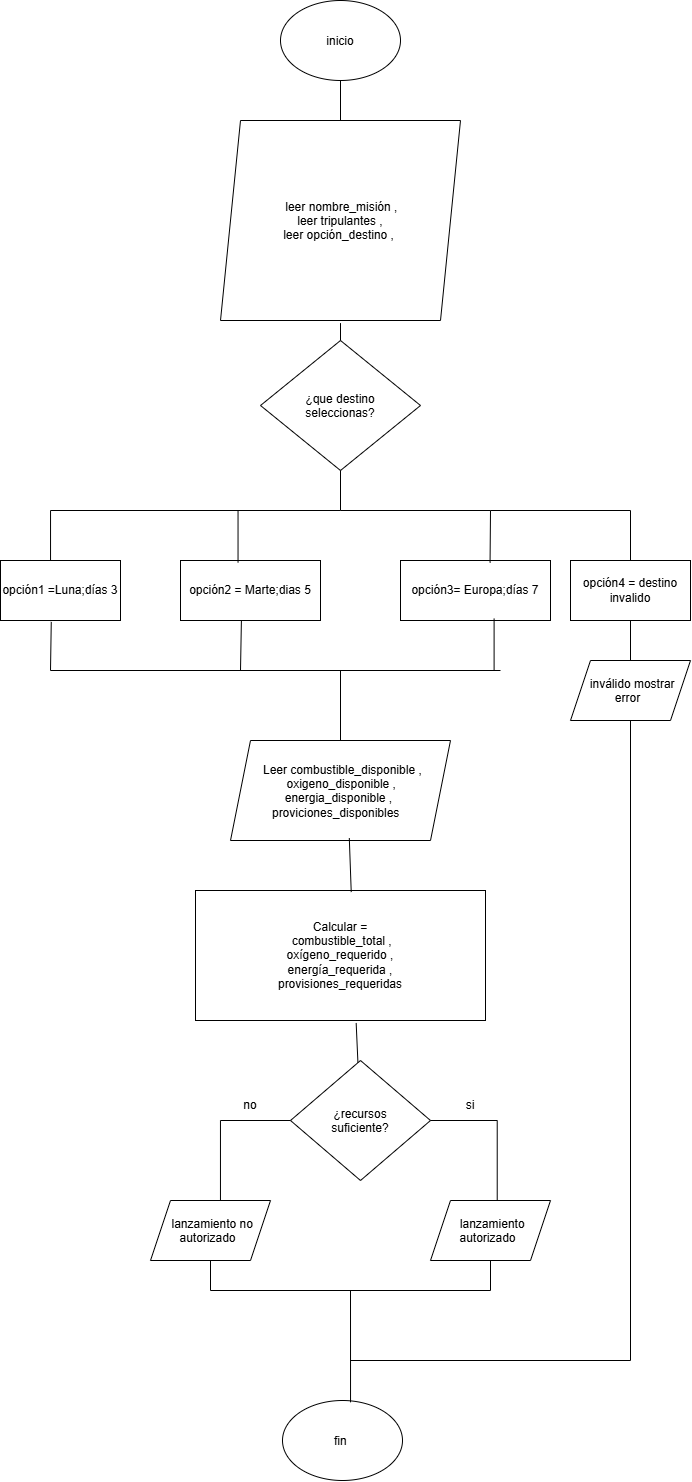 inicio
leer nombre_misión ,
leer tripulantes ,
leer opción_destino ,
¿que destino
seleccionas?
opción1 =Luna;días 3
opción2 = Marte;dias 5
opción3= Europa;días 7
opción4 = destino
invalido
inválido mostrar
error
Leer combustible_disponible ,
oxigeno_disponible ,
energia_disponible ,
proviciones_disponibles
Calcular =
combustible_total ,
oxígeno_requerido ,
energía_requerida ,
provisiones_requeridas
no
¿recursos
suficiente?
si
lanzamiento no
autorizado
lanzamiento
autorizado
fin